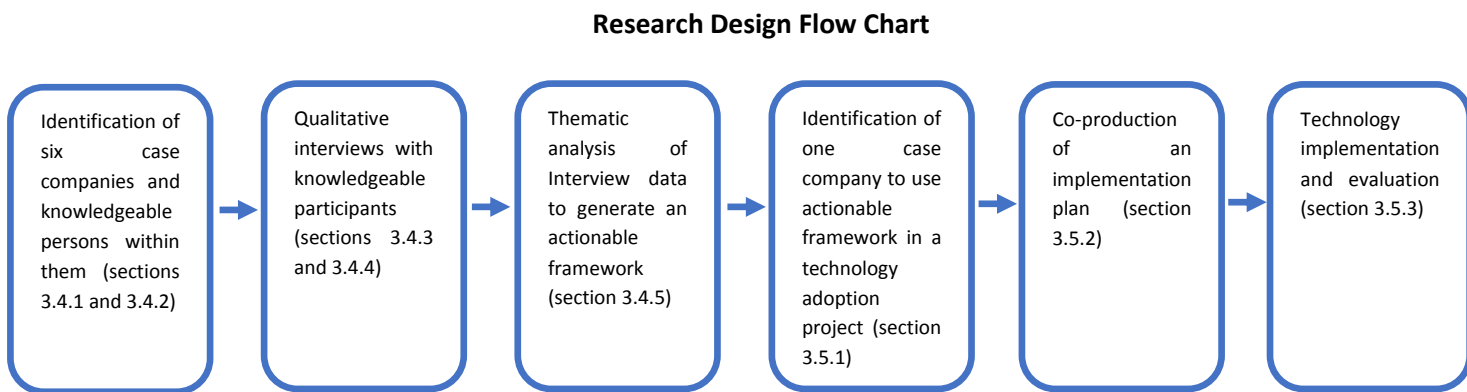 Research Design Flow Chart
Identification of
six case
companies and
knowledgeable
persons within
them (sections
3.4.1 and 3.4.2)
Qualitative
interviews with
knowledgeable
participants
(sections 3.4.3
and 3.4.4)
Thematic
analysis of
Interview data
to generate an
actionable
framework
(section 3.4.5)
Identification of
one case
company to use
actionable
framework in a
technology
adoption
project (section
3.5.1)
Co-production
of an
implementation
plan (section
3.5.2)
Technology
implementation
and evaluation
(section 3.5.3)